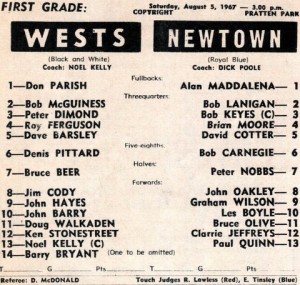 FIRST GRADE: Saturday, August 5, 1967 — 3.00 p.m.
COPYRIGHT PRATTEN PARK
WESTS NEWTOWN
(Black and White) (Royal Blue)
Coach: NOEL KELLY Coach: DICK POOLE
Fullbacks:
1—Don PARISH Alan MADDALENA— 1
Threequarters:
2—Bob McGUINESS Bob LANIGAN— 2
3—Peter DIMOND Bob KEYES (C)— 3
4—Roy FERGUSON Brian MOORE— 4
5—Dave BARSLEY David COTTER— 5
Five eighths:
6—Denis PITTARD Bob CARNEGIE— 6
Halves:
7—Bruce BEER Peter NOBBS— 7
Forwards:
8—Jim CODY John OAKLEY— 8
9—John HAYES Graham WILSON— 9
10—John BARRY Les BOYLE—10
11—Doug WALKADEN Bruce OLIVE—11
12—Ken STONESTREET Clarrie JEFFREYS—12
13—Noel KELLY (C) Paul QUINN—13
14—Barry BRYANT (One to be omitted)
T. G. Pts. T. G. Pts.
Referee: D. McDONALD Touch Judges R. Lawless (Red), E. Tinsley (Blue)